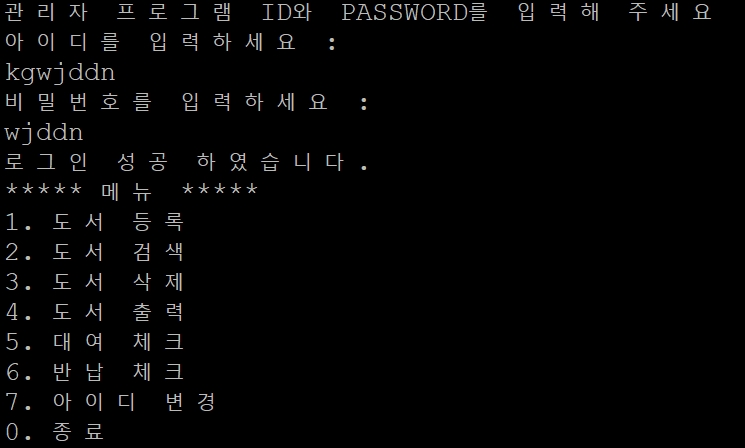 관리자 프로그램 ID와 PASSWORD를 입력해 주세요
아이디를 입력하세요 :
kgwjddn
비밀번호를 입력하세요 :
wjddn
로그인 성공 하였습니다.
***** 메뉴 *****
1. 도서 등록
2. 도서 검색
3. 도서 삭제
4. 도서 출력
5. 대여 체크
6. 반납 체크
7. 아이디 변경
0. 종료